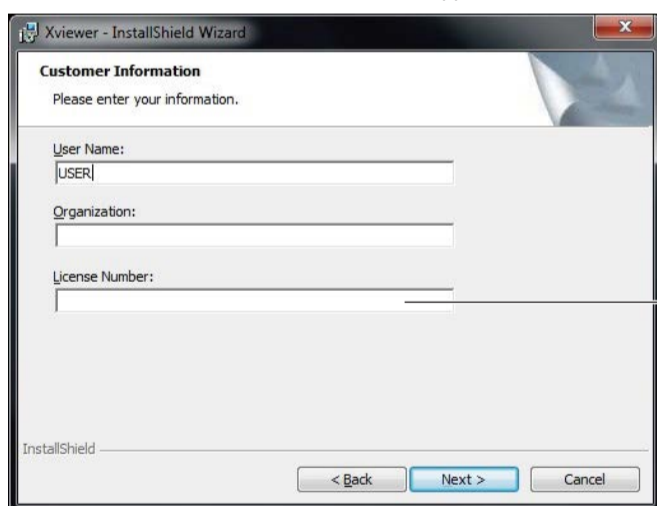 Xviewer - InstallShield Wizard
Customer Information
Please enter your information.
User Name:
USER
Organization:
License Number:
InstallShield
< Back Next > Cancel